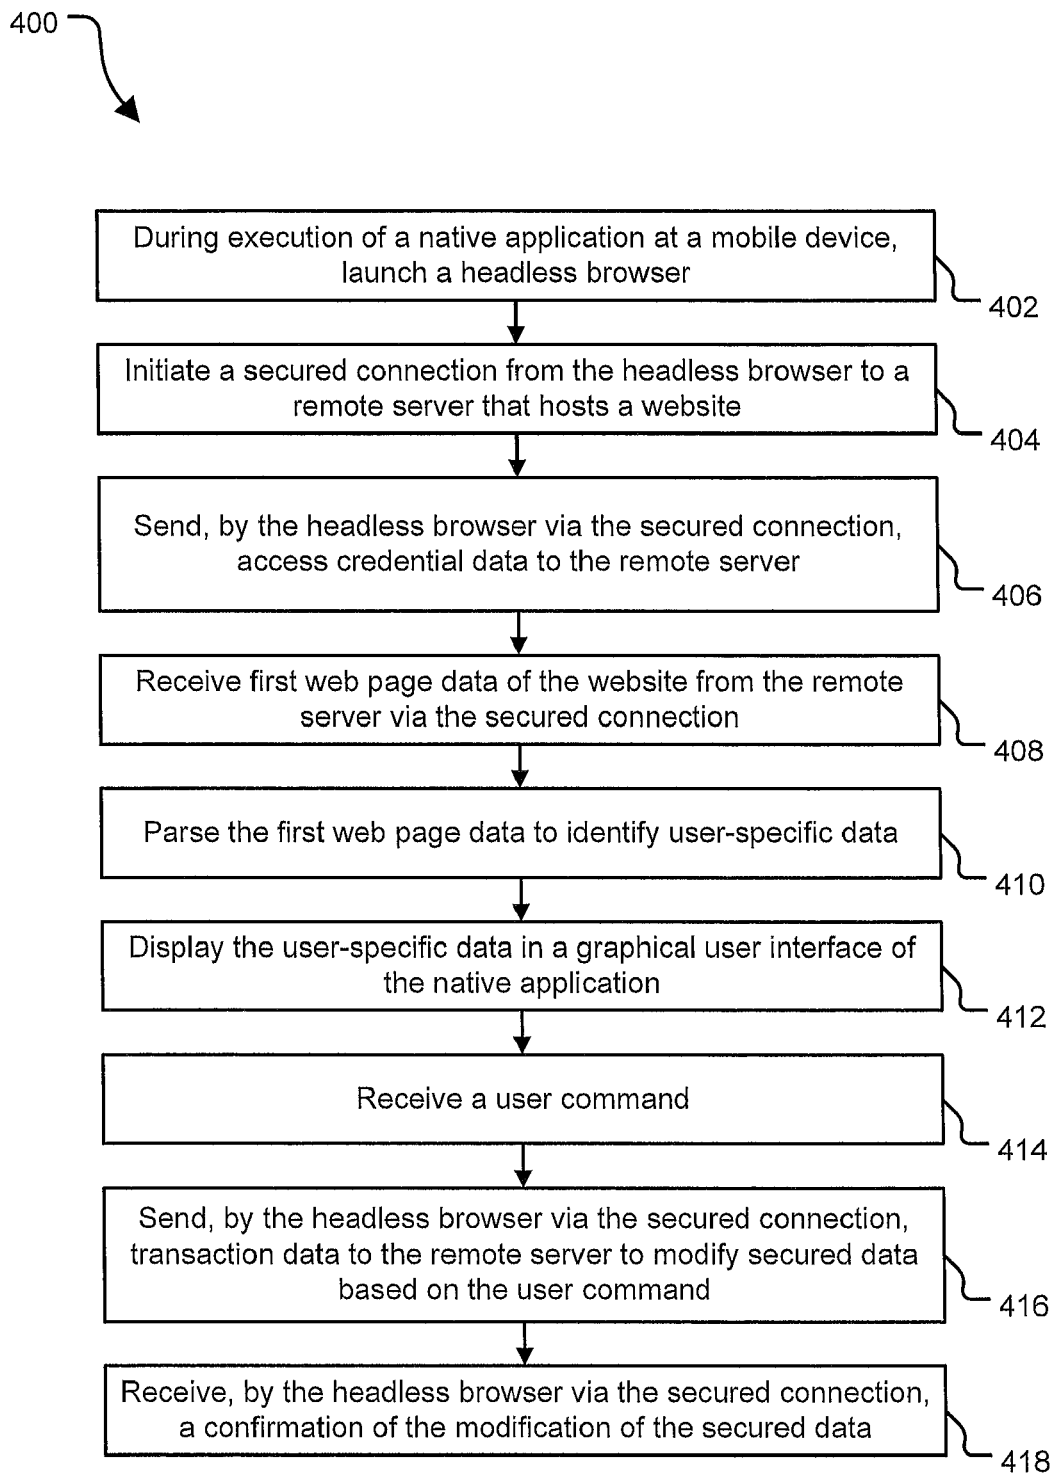 400
During execution of a native application at a mobile device,
launch a headless browser
402
Initiate a secured connection from the headless browser to a
remote server that hosts a website
404
Send, by the headless browser via the secured connection,
access credential data to the remote server
406
Receive first web page data of the website from the remote
server via the secured connection
408
Parse the first web page data to identify user-specific data
410
Display the user-specific data in a graphical user interface of
the native application
412
Receive a user command
414
Send, by the headless browser via the secured connection,
transaction data to the remote server to modify secured data
based on the user command
416
Receive, by the headless browser via the secured connection,
a confirmation of the modification of the secured data
418